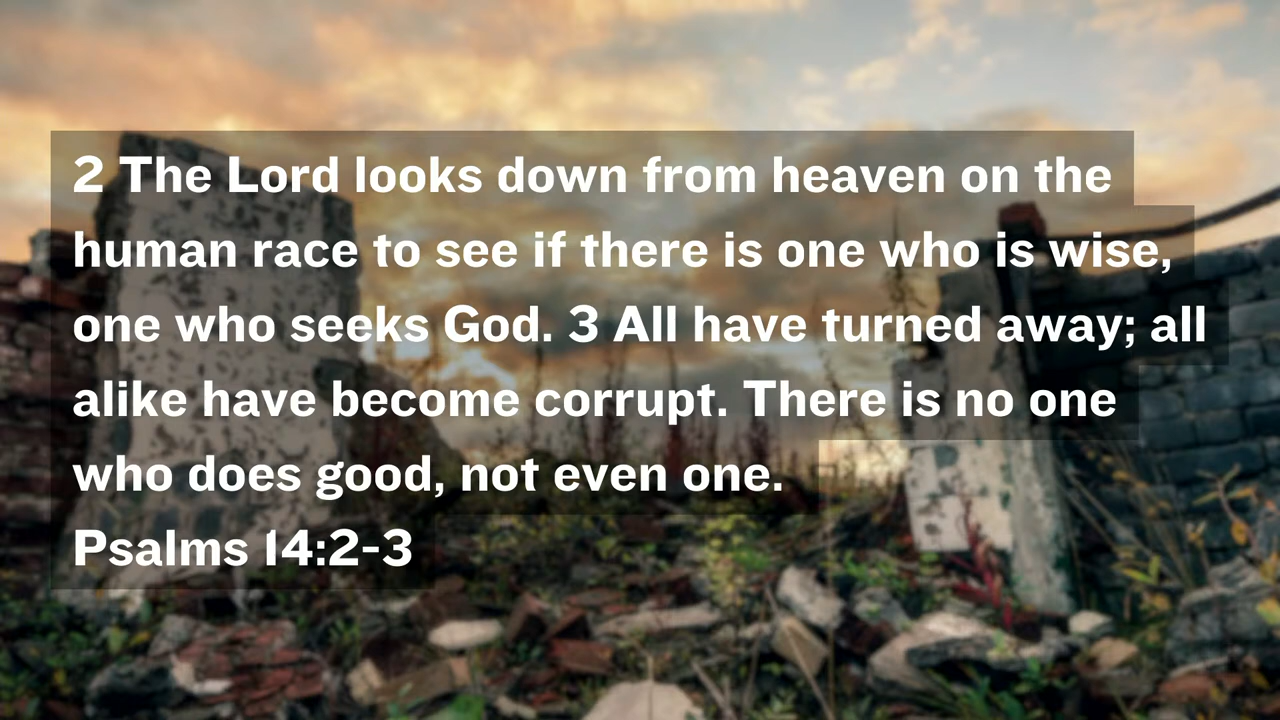 2 The Lord looks down from heaven on the
human race to see if there is one who is wise,
one who seeks God. 3 All have turned away; all
alike have become corrupt. There is no one
who does good, not even one.
Psalms 14:2-3